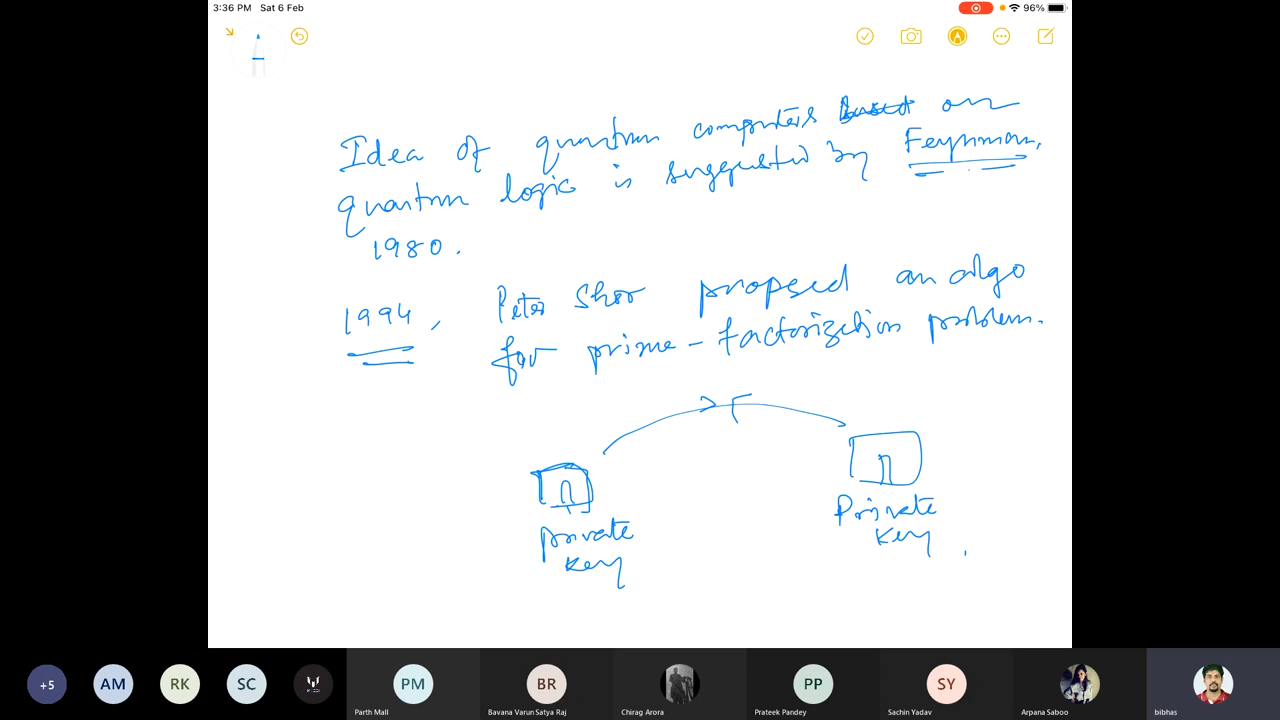 3:36 PM Sat 6 Feb
96%
Idea of quantum computers based on
quantum logic is suggested by Feynman,
1980.
1994, Peter Shor propsed an algo
for prime-factorization problem.
n
n
private
key
Private
key
+5
AM
RK
SC
PM
BR
PP
SY
Parth Mall
Bavana Varun Satya Raj
Chirag Arora
Prateek Pandey
Sachin Yadav
Arpana Saboo
bibhas